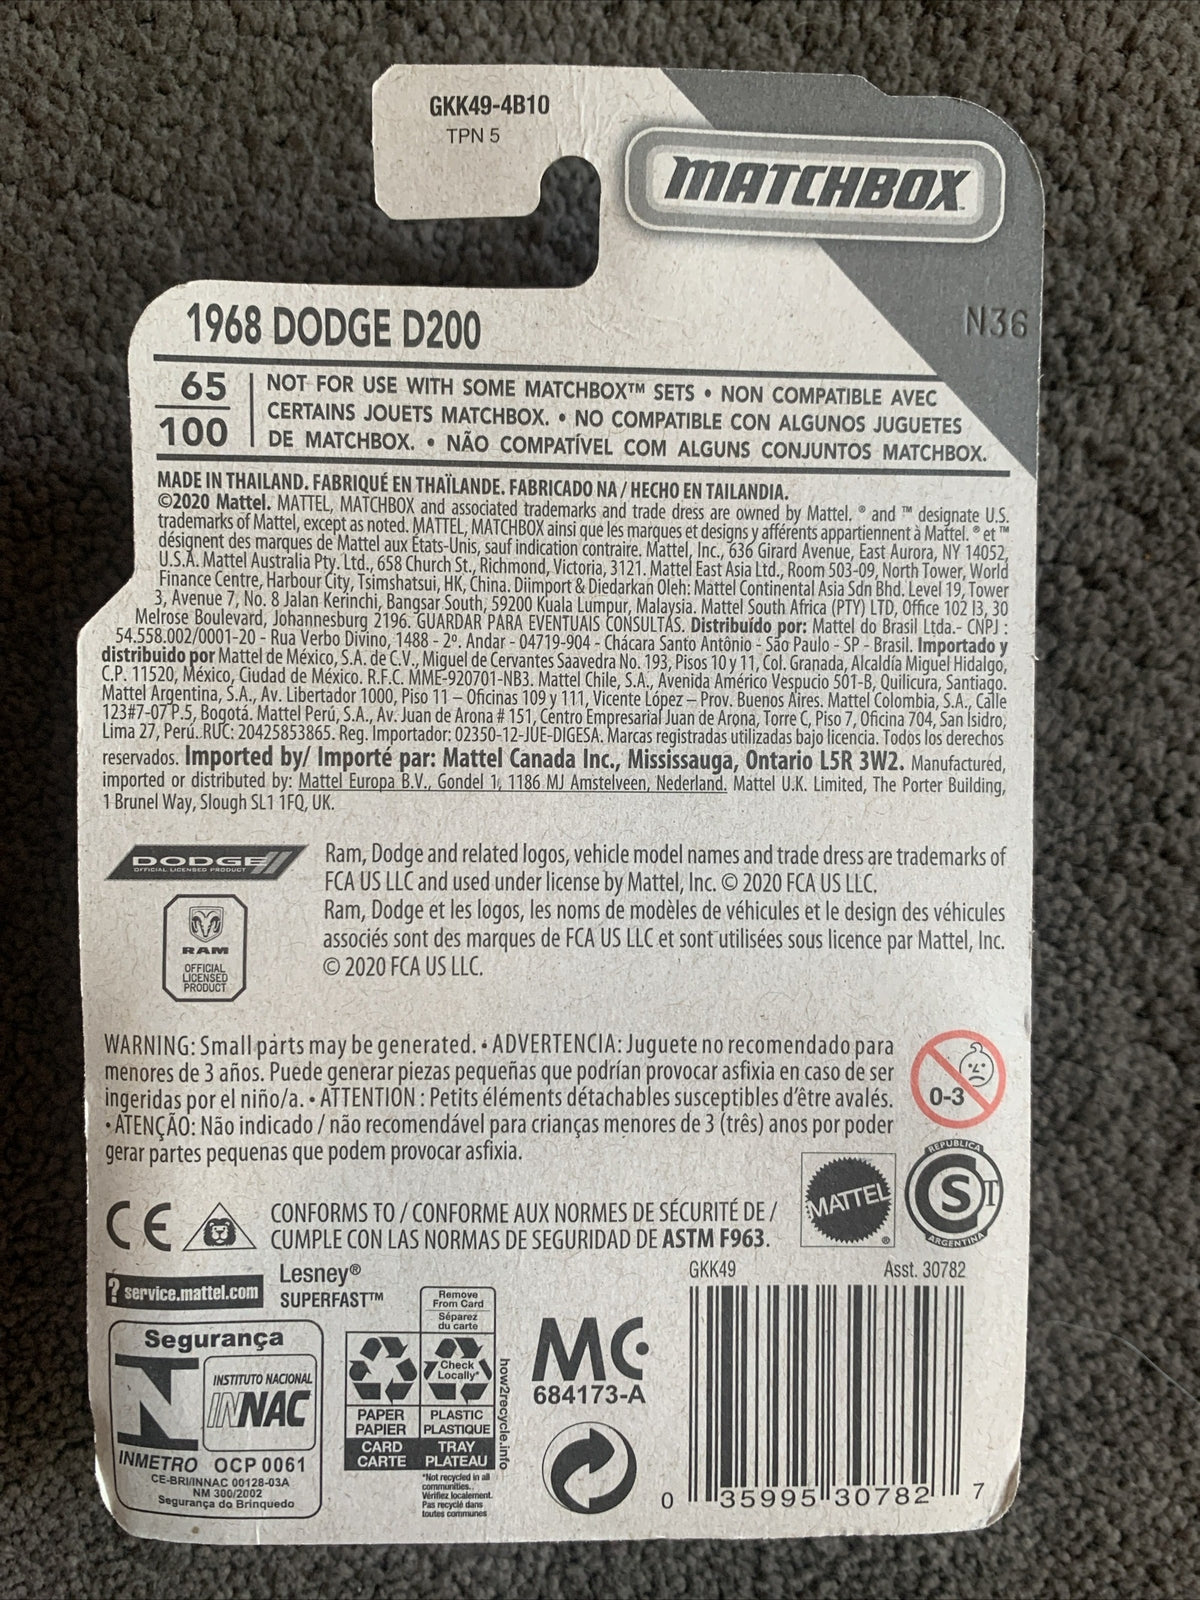 GKK49-4B10
TPN 5
MATCHBOX
N36
1968 DODGE D200
65
100
NOT FOR USE WITH SOME MATCHBOX™ SETS • NON COMPATIBLE AVEC
CERTAINS JOUETS MATCHBOX. • NO COMPATIBLE CON ALGUNOS JUGUETES
DE MATCHBOX. • NÃO COMPATÍVEL COM ALGUNS CONJUNTOS MATCHBOX.
MADE IN THAILAND. FABRIQUÉ EN THAÏLANDE. FABRICADO NA / HECHO EN TAILANDIA.
©2020 Mattel. MATTEL, MATCHBOX and associated trademarks and trade dress are owned by Mattel. ® and ™ designate U.S.
trademarks of Mattel, except as noted. MATTEL, MATCHBOX ainsi que les marques et designs y afférents appartiennent à Mattel. ® et ™
désignent des marques de Mattel aux États-Unis, sauf indication contraire. Mattel, Inc., 636 Girard Avenue, East Aurora, NY 14052,
U.S.A. Mattel Australia Pty. Ltd., 658 Church St., Richmond, Victoria, 3121. Mattel East Asia Ltd., Room 503-09, North Tower, World
Finance Centre, Harbour City, Tsimshatsui, HK, China. Diimport & Diedarkan Oleh: Mattel Continental Asia Sdn Bhd. Level 19, Tower
3, Avenue 7, No. 8 Jalan Kerinchi, Bangsar South, 59200 Kuala Lumpur, Malaysia. Mattel South Africa (PTY) LTD, Office 102 I3, 30
Melrose Boulevard, Johannesburg 2196. GUARDAR PARA EVENTUAIS CONSULTAS. Distribuído por: Mattel do Brasil Ltda.- CNPJ :
54.558.002/0001-20 - Rua Verbo Divino, 1488 - 2º. Andar - 04719-904 - Chácara Santo Antônio - São Paulo - SP - Brasil. Importado y
distribuido por Mattel de México, S.A. de C.V., Miguel de Cervantes Saavedra No. 193, Pisos 10 y 11, Col. Granada, Alcaldía Miguel Hidalgo,
C.P. 11520, México, Ciudad de México. R.F.C. MME-920701-NB3. Mattel Chile, S.A., Avenida Américo Vespucio 501-B, Quilicura, Santiago.
Mattel Argentina, S.A., Av. Libertador 1000, Piso 11 – Oficinas 109 y 111, Vicente López – Prov. Buenos Aires. Mattel Colombia, S.A., Calle
123#7-07 P.5, Bogotá. Mattel Perú, S.A., Av. Juan de Arona # 151, Centro Empresarial Juan de Arona, Torre C, Piso 7, Oficina 704, San Isidro,
Lima 27, Perú. RUC: 20425853865. Reg. Importador: 02350-12-JUE-DIGESA. Marcas registradas utilizadas bajo licencia. Todos los derechos
reservados. Imported by/ Importé par: Mattel Canada Inc., Mississauga, Ontario L5R 3W2. Manufactured,
imported or distributed by: Mattel Europa B.V., Gondel 1, 1186 MJ Amstelveen, Nederland. Mattel U.K. Limited, The Porter Building,
1 Brunel Way, Slough SL1 1FQ, UK.
DODGE
OFFICIAL LICENSED PRODUCT
Ram, Dodge and related logos, vehicle model names and trade dress are trademarks of
FCA US LLC and used under license by Mattel, Inc. © 2020 FCA US LLC.
Ram, Dodge et les logos, les noms de modèles de véhicules et le design des véhicules
associés sont des marques de FCA US LLC et sont utilisées sous licence par Mattel, Inc.
© 2020 FCA US LLC.
RAM
OFFICIAL
LICENSED
PRODUCT
WARNING: Small parts may be generated. • ADVERTENCIA: Juguete no recomendado para
menores de 3 años. Puede generar piezas pequeñas que podrían provocar asfixia en caso de ser
ingeridas por el niño/a. • ATTENTION : Petits éléments détachables susceptibles d'être avalés.
• ATENÇÃO: Não indicado / não recomendável para crianças menores de 3 (três) anos por poder
gerar partes pequenas que podem provocar asfixia.
0-3
CE
CONFORMS TO / CONFORME AUX NORMES DE SÉCURITÉ DE /
CUMPLE CON LAS NORMAS DE SEGURIDAD DE ASTM F963.
MATTEL®
REPUBLICA
S
T
ARGENTINA
? service.mattel.com
Lesney®
SUPERFAST™
Segurança
INSTITUTO NACIONAL
INNAC
INMETRO OCP 0061
CE-BRI/INNAC 00128-03A
NM 300/2002
Segurança do Brinquedo
Remove
From Card
Séparez
du carte
Check
Locally*
PAPER
PAPIER
CARD
CARTE
PLASTIC
PLASTIQUE
TRAY
PLATEAU
how2recycle.info
*Not recycled in all
communities.
Vérifiez localement.
Pas recyclé dans
toutes communes
MC
684173-A
GKK49
Asst. 30782
0 35995 30782 7